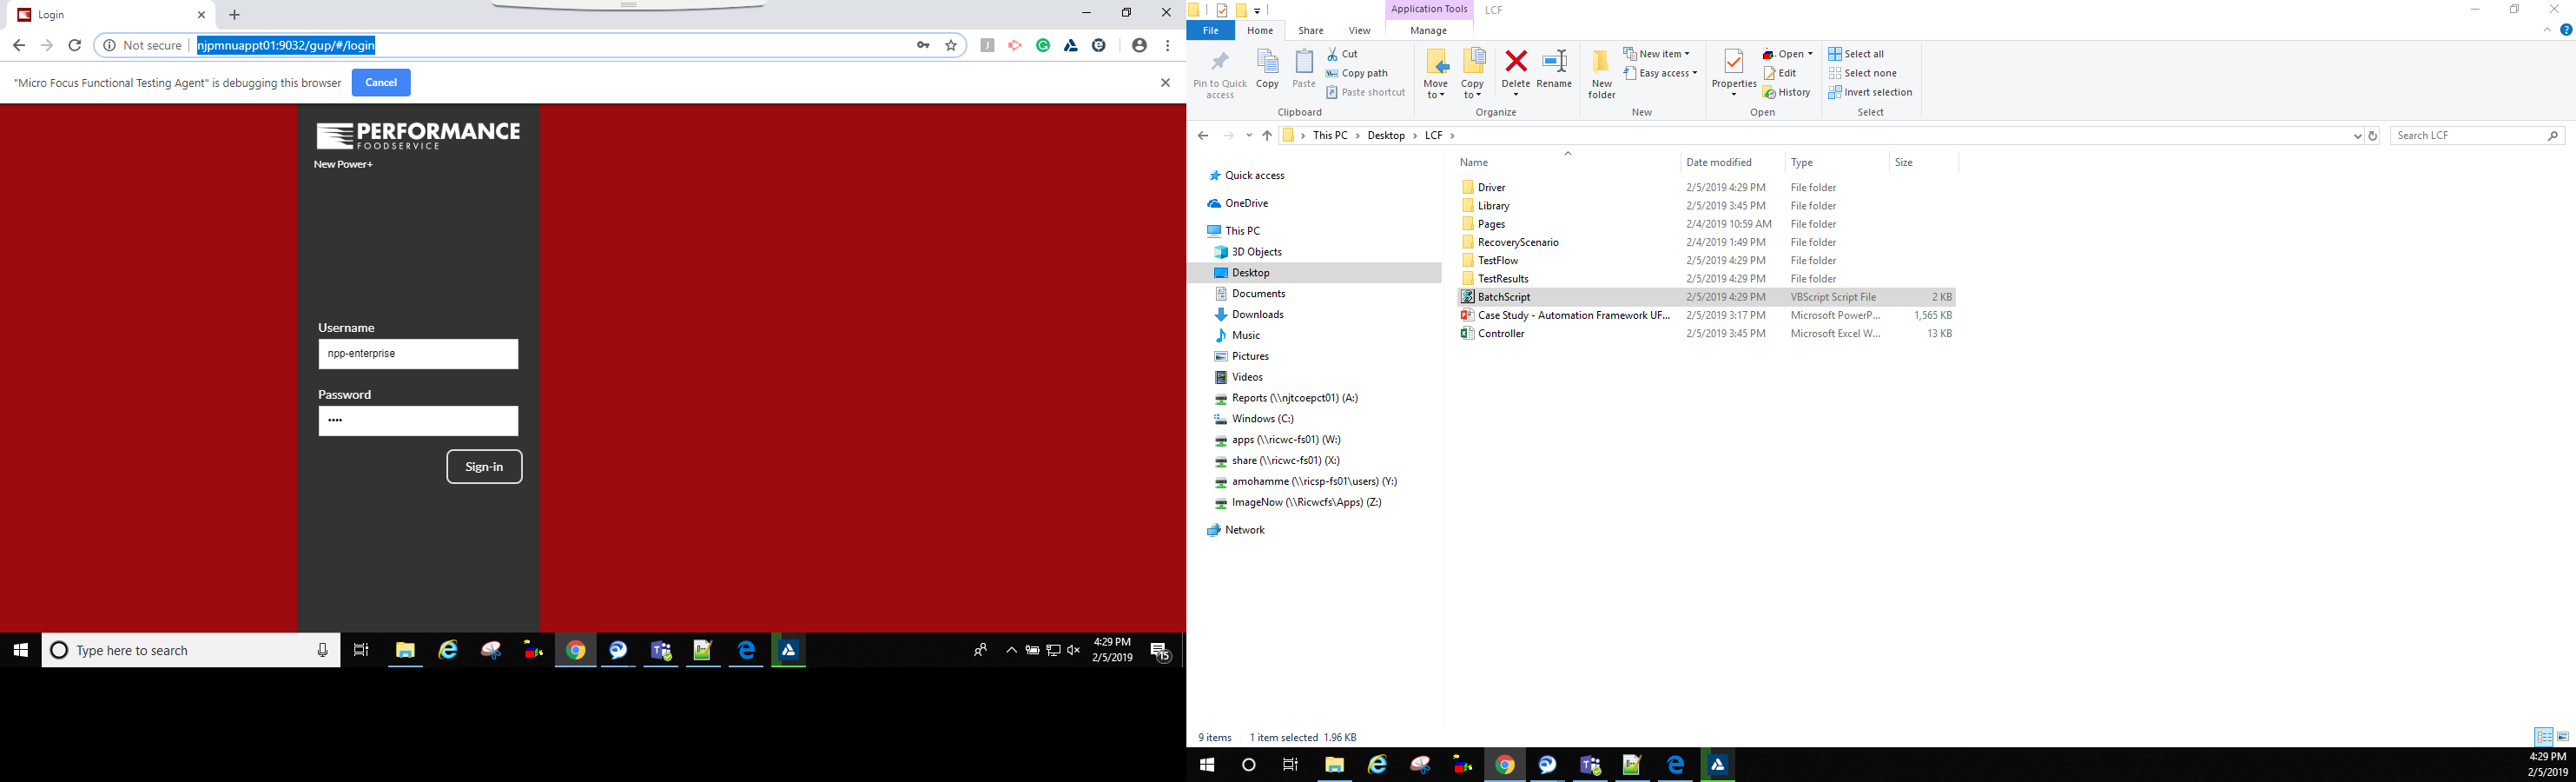 Login
Not secure
njpmnuappt01:9032/gup/#/login
"Micro Focus Functional Testing Agent" is debugging this browser
Cancel
PERFORMANCE
FOODSERVICE
New Power+
Username
npp-enterprise
Password
••••
Sign-in
Type here to search
4:29 PM
2/5/2019
15
Application Tools
LCF
File
Home
Share
View
Manage
Pin to Quick access
Copy
Paste
Cut
Copy path
Paste shortcut
Clipboard
Move to
Copy to
Delete
Rename
Organize
New folder
New item
Easy access
New
Properties
Open
Edit
History
Open
Select all
Select none
Invert selection
Select
This PC
Desktop
LCF
Search LCF
Quick access
OneDrive
This PC
3D Objects
Desktop
Documents
Downloads
Music
Pictures
Videos
Reports (\\njtcoepct01) (A:)
Windows (C:)
apps (\\ricwc-fs01) (W:)
share (\\ricwc-fs01) (X:)
amohamme (\\ricsp-fs01\users) (Y:)
ImageNow (\\Ricwcfs\Apps) (Z:)
Network
Name Date modified Type Size
Driver 2/5/2019 4:29 PM File folder
Library 2/5/2019 3:45 PM File folder
Pages 2/4/2019 10:59 AM File folder
RecoveryScenario 2/4/2019 1:49 PM File folder
TestFlow 2/5/2019 4:29 PM File folder
TestResults 2/5/2019 4:29 PM File folder
BatchScript 2/5/2019 4:29 PM VBScript Script File 2 KB
Case Study - Automation Framework UF... 2/5/2019 3:17 PM Microsoft PowerP... 1,565 KB
Controller 2/5/2019 3:45 PM Microsoft Excel W... 13 KB
9 items 1 item selected 1.96 KB
4:29 PM
2/5/2019